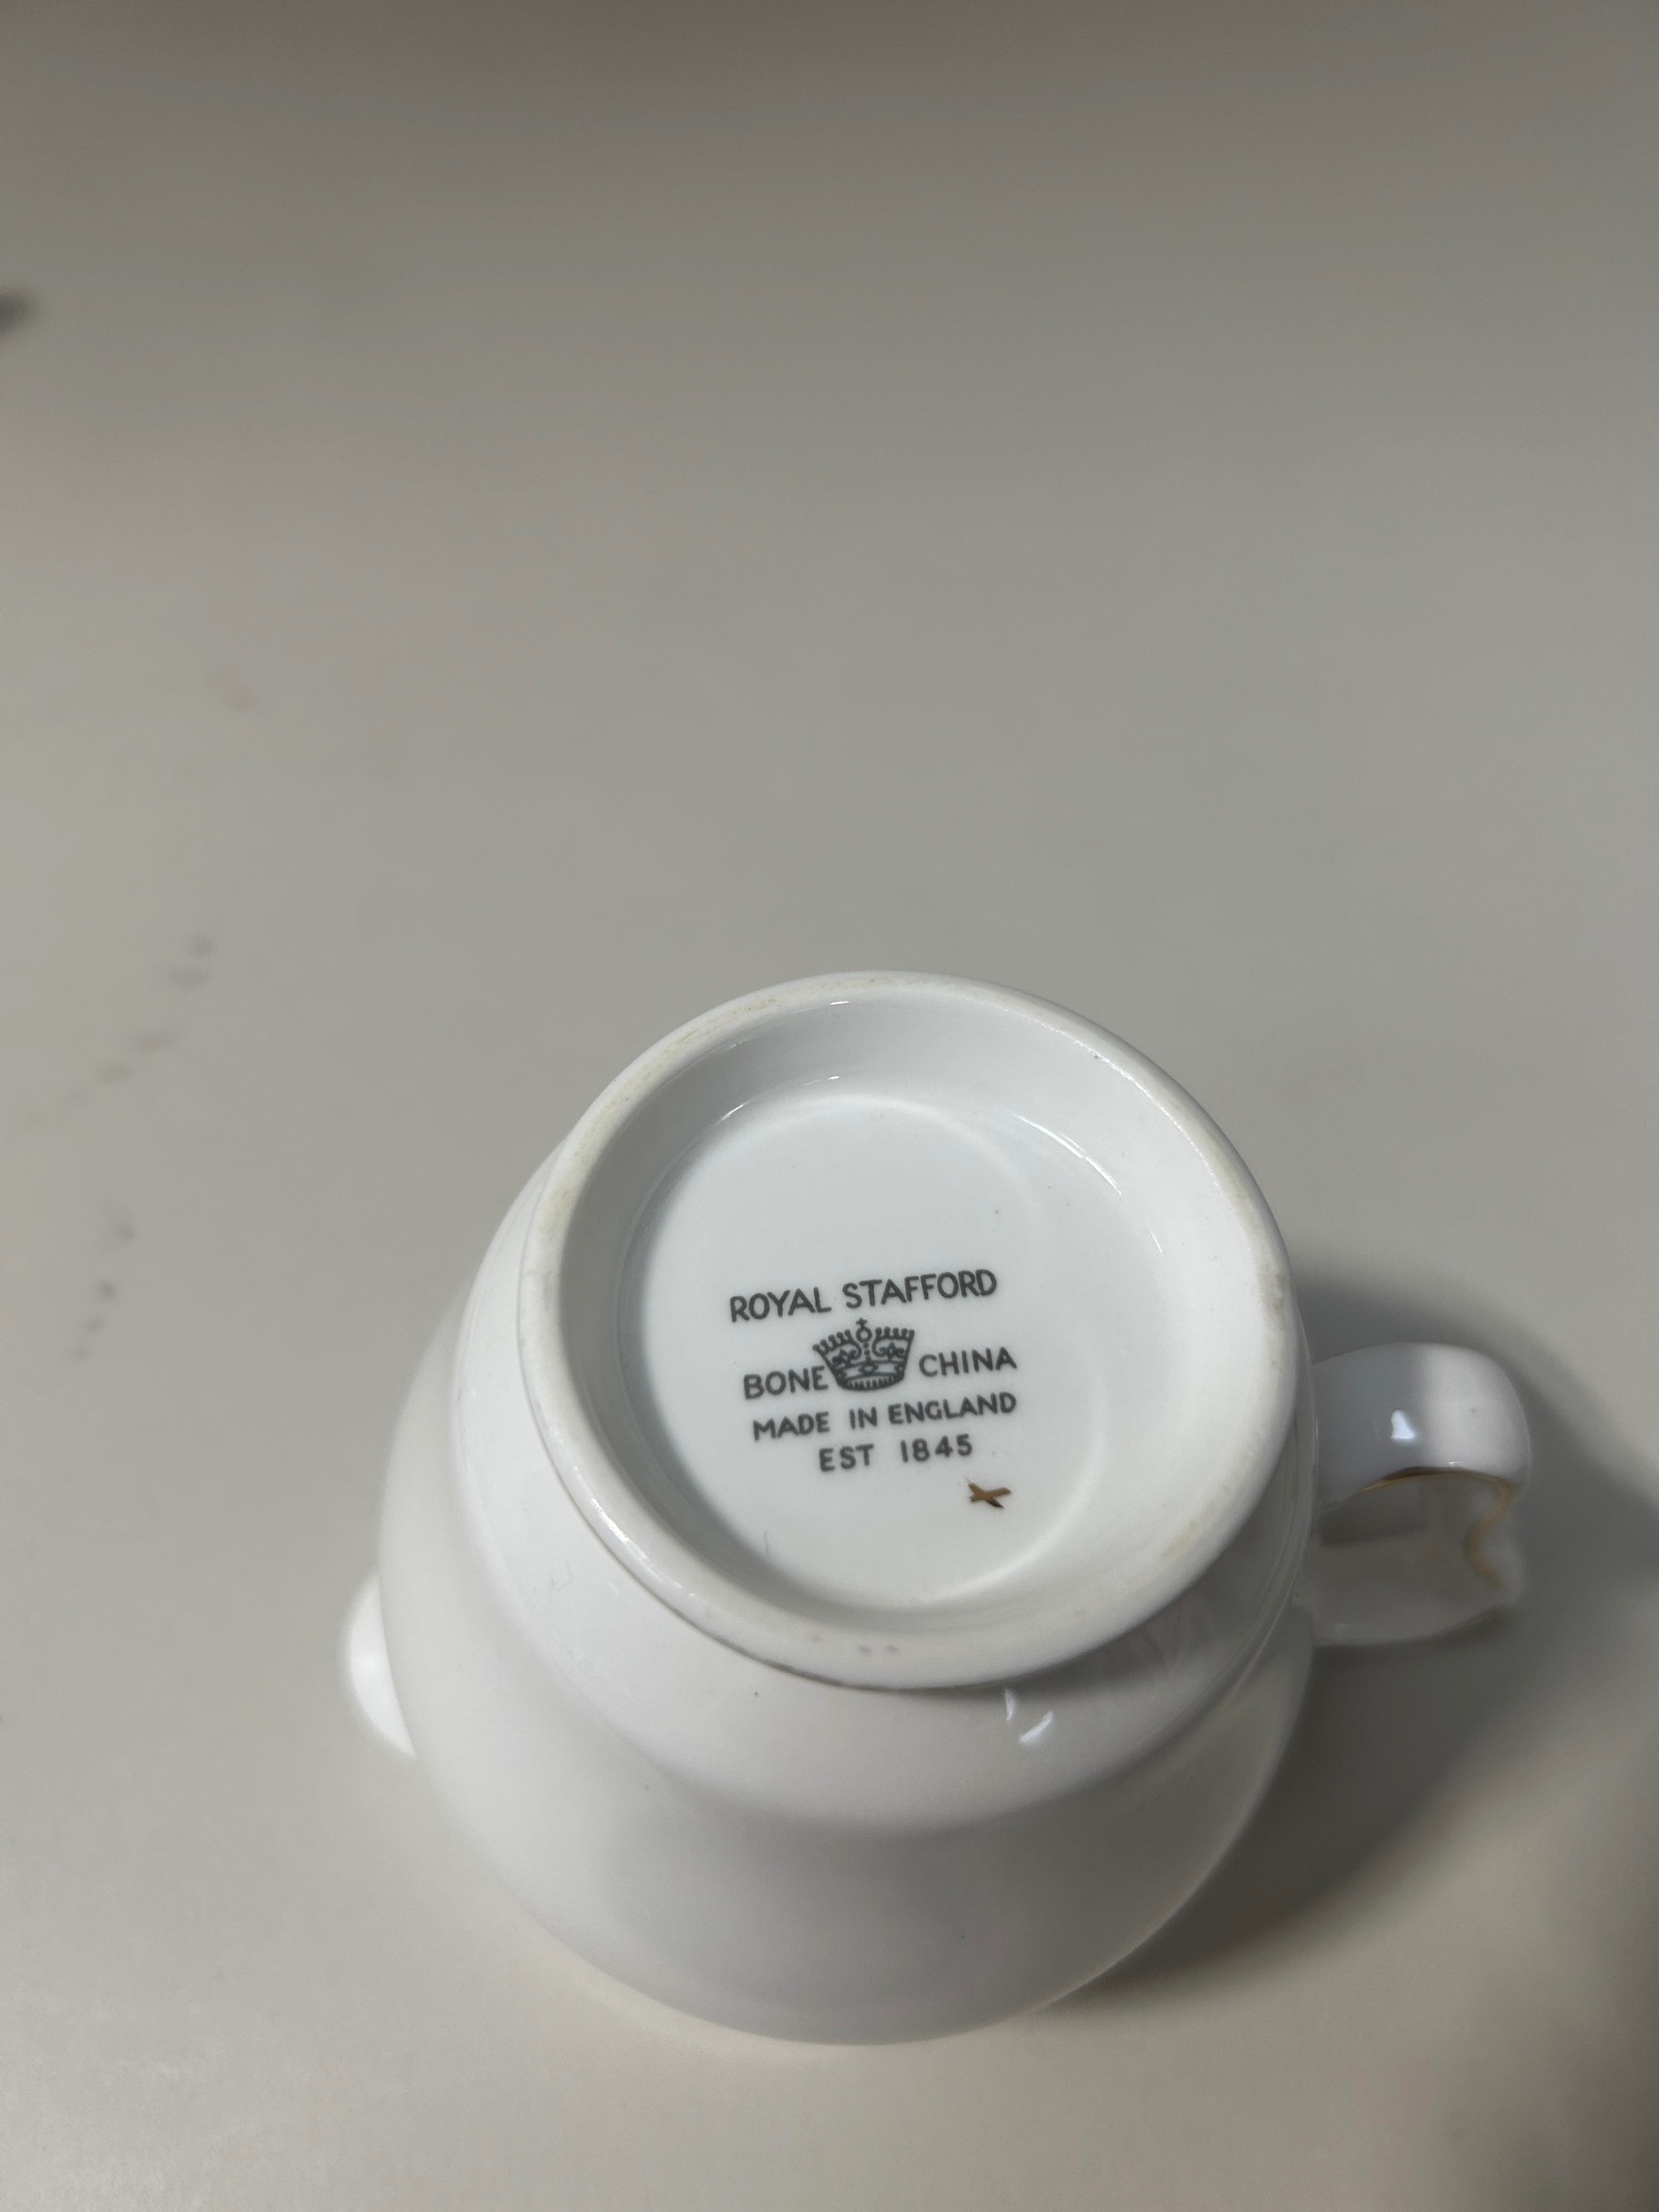 ROYAL STAFFORD
BONE CHINA
MADE IN ENGLAND
EST 1845